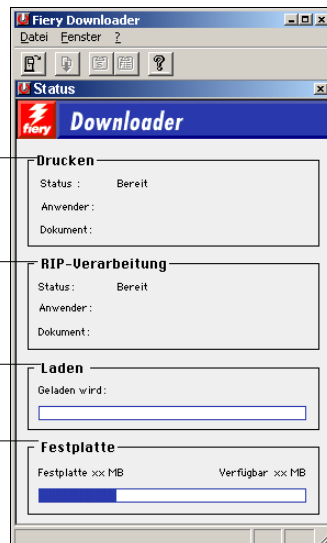 Fiery Downloader
Datei Fenster ?
Status
fiery Downloader
Drucken
Status : Bereit
Anwender :
Dokument :
RIP-Verarbeitung
Status : Bereit
Anwender :
Dokument :
Laden
Geladen wird :
Festplatte
Festplatte xx MB Verfügbar xx MB